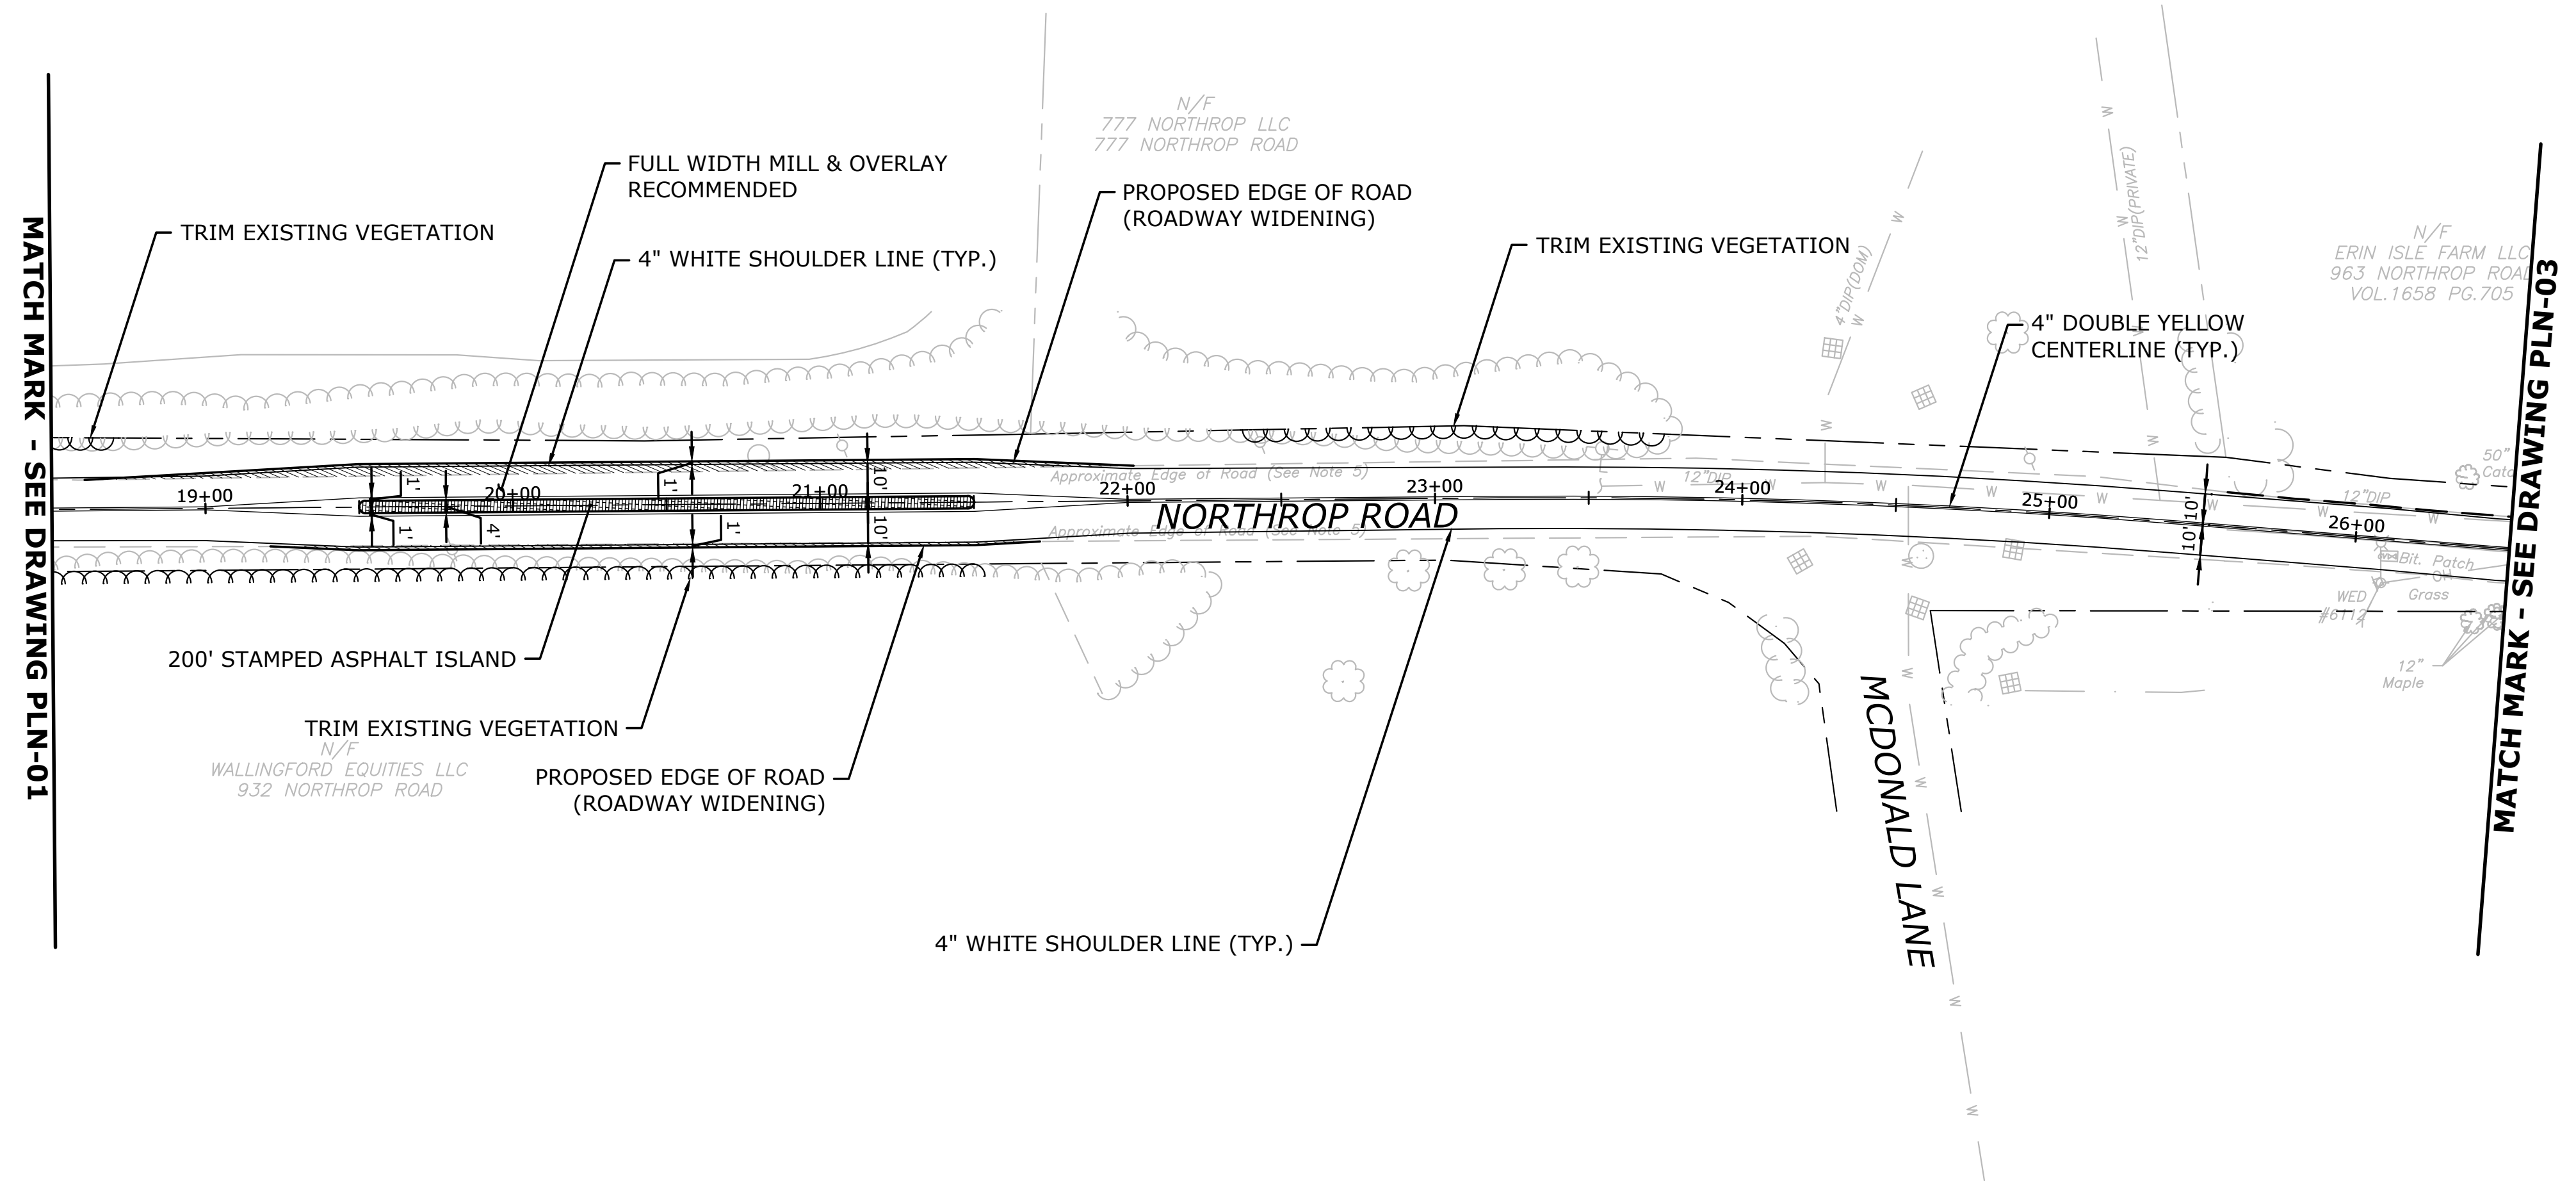 N/F
777 NORTHROP LLC
777 NORTHROP ROAD
FULL WIDTH MILL & OVERLAY
RECOMMENDED
PROPOSED EDGE OF ROAD
(ROADWAY WIDENING)
TRIM EXISTING VEGETATION
4" WHITE SHOULDER LINE (TYP.)
TRIM EXISTING VEGETATION
4"DIP(DOM)
12"DIP(PRIVATE)
N/F
ERIN ISLE FARM LLC
963 NORTHROP ROAD
VOL.1658 PG.705
4" DOUBLE YELLOW
CENTERLINE (TYP.)
MATCH MARK - SEE DRAWING PLN-01
MATCH MARK - SEE DRAWING PLN-03
50"
Approximate Edge of Road (See Note 5)
12"DIP
12"DIP
19+00
20+00
21+00
22+00
23+00
24+00
25+00
26+00
1'
1'
10'
10'
1'
4'
1'
10'
10'
NORTHROP ROAD
Approximate Edge of Road (See Note 5)
Bit. Patch
OH
Grass
WED
#6112
12"
Maple
W W W W W W W W W W W W W W W W W W W W W W W
200' STAMPED ASPHALT ISLAND
TRIM EXISTING VEGETATION
N/F
WALLINGFORD EQUITIES LLC
932 NORTHROP ROAD
PROPOSED EDGE OF ROAD
(ROADWAY WIDENING)
MCDONALD LANE
4" WHITE SHOULDER LINE (TYP.)